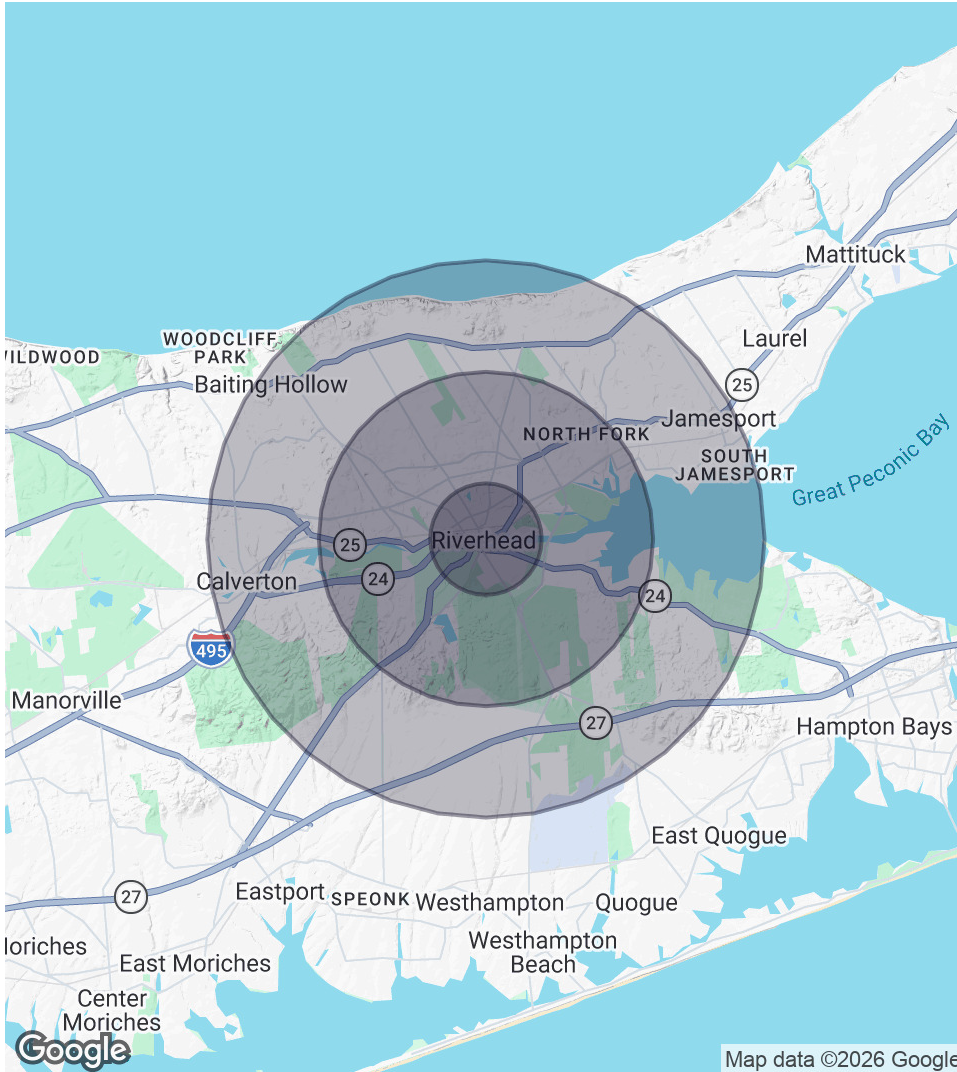 Mattituck
Laurel
WOODCLIFF
PARK
WILDWOOD
Baiting Hollow
25
Jamesport
NORTH FORK
SOUTH
JAMESPORT
Great Peconic Bay
Riverhead
25
24
Calverton
24
495
Manorville
27
Hampton Bays
East Quogue
27
Eastport
SPEONK
Westhampton
Quogue
Westhampton
Beach
Moriches
East Moriches
Center
Moriches
Google
Map data ©2026 Google